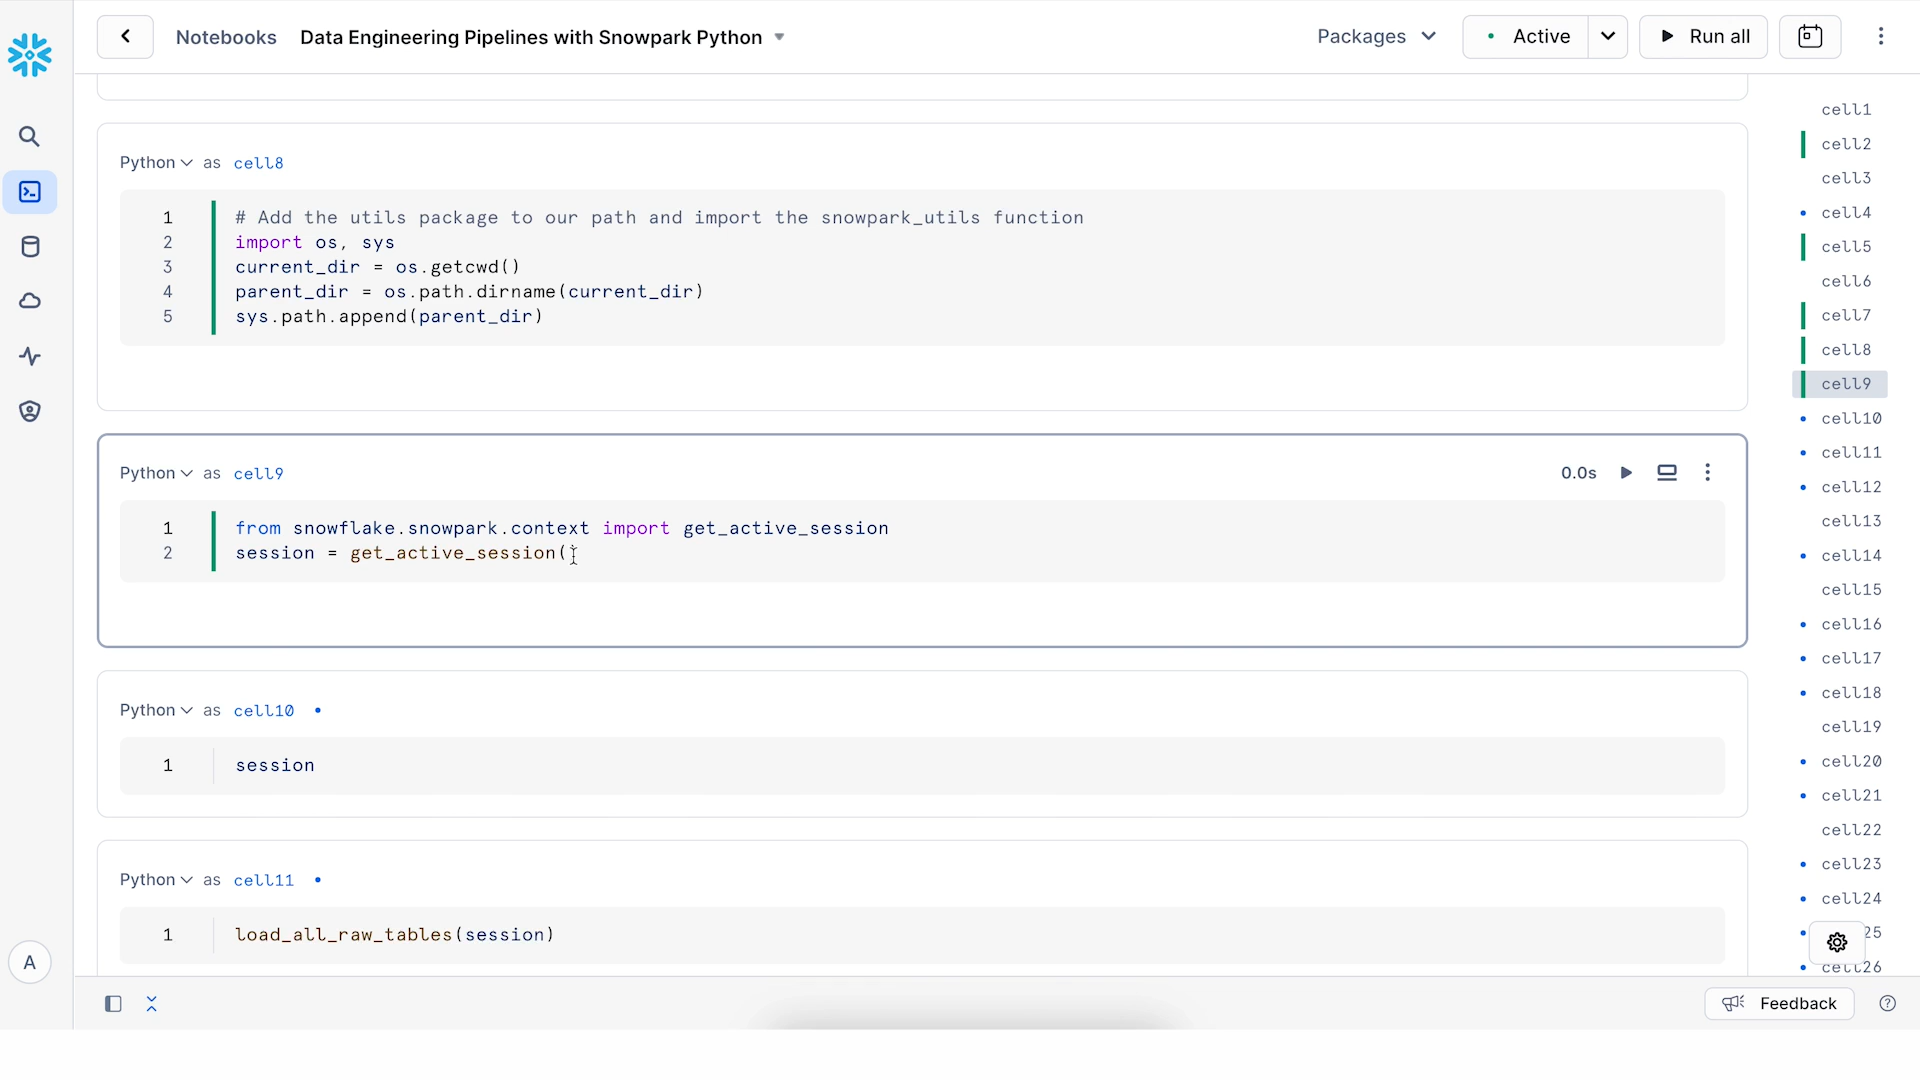 Notebooks Data Engineering Pipelines with Snowpark Python
Packages Active Run all
Python as cell8
1 # Add the utils package to our path and import the snowpark_utils function
2 import os, sys
3 current_dir = os.getcwd()
4 parent_dir = os.path.dirname(current_dir)
5 sys.path.append(parent_dir)
Python as cell9 0.0s
1 from snowflake.snowpark.context import get_active_session
2 session = get_active_session(
Python as cell10
1 session
Python as cell11
1 load_all_raw_tables(session)
cell1
cell2
cell3
cell4
cell5
cell6
cell7
cell8
cell9
cell10
cell11
cell12
cell13
cell14
cell15
cell16
cell17
cell18
cell19
cell20
cell21
cell22
cell23
cell24
25
cell26
A
Feedback